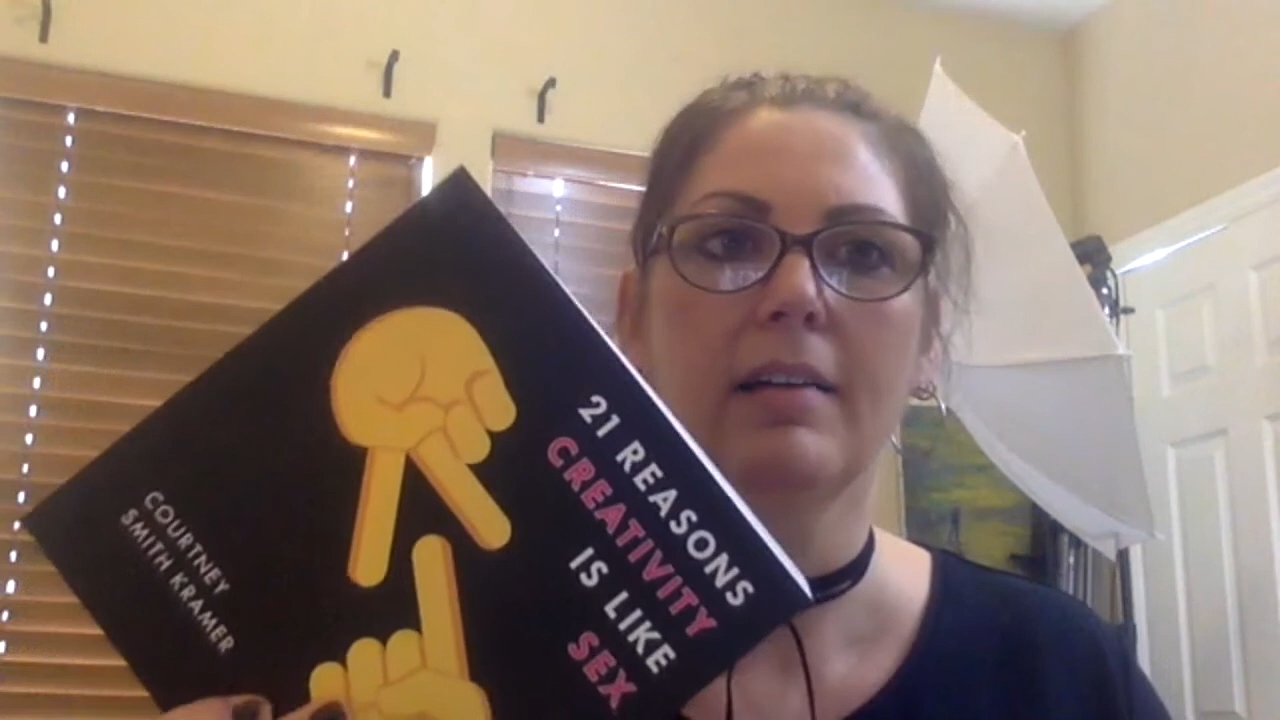 21 REASONS
CREATIVITY
IS LIKE
SEX
COURTNEY
SMITH KRAMER